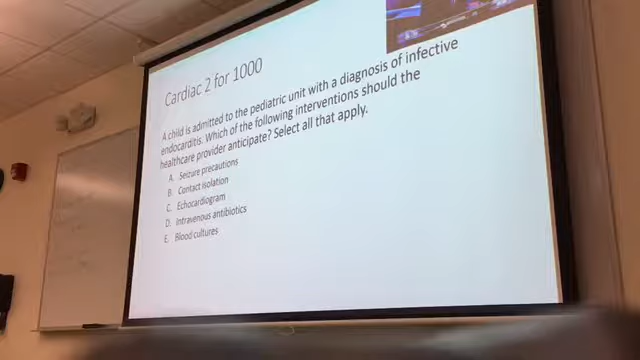 Cardiac 2 for 1000
A child is admitted to the pediatric unit with a diagnosis of infective
endocarditis. Which of the following interventions should the
healthcare provider anticipate? Select all that apply.
A. Seizure precautions
B. Contact isolation
C. Echocardiogram
D. Intravenous antibiotics
E. Blood cultures